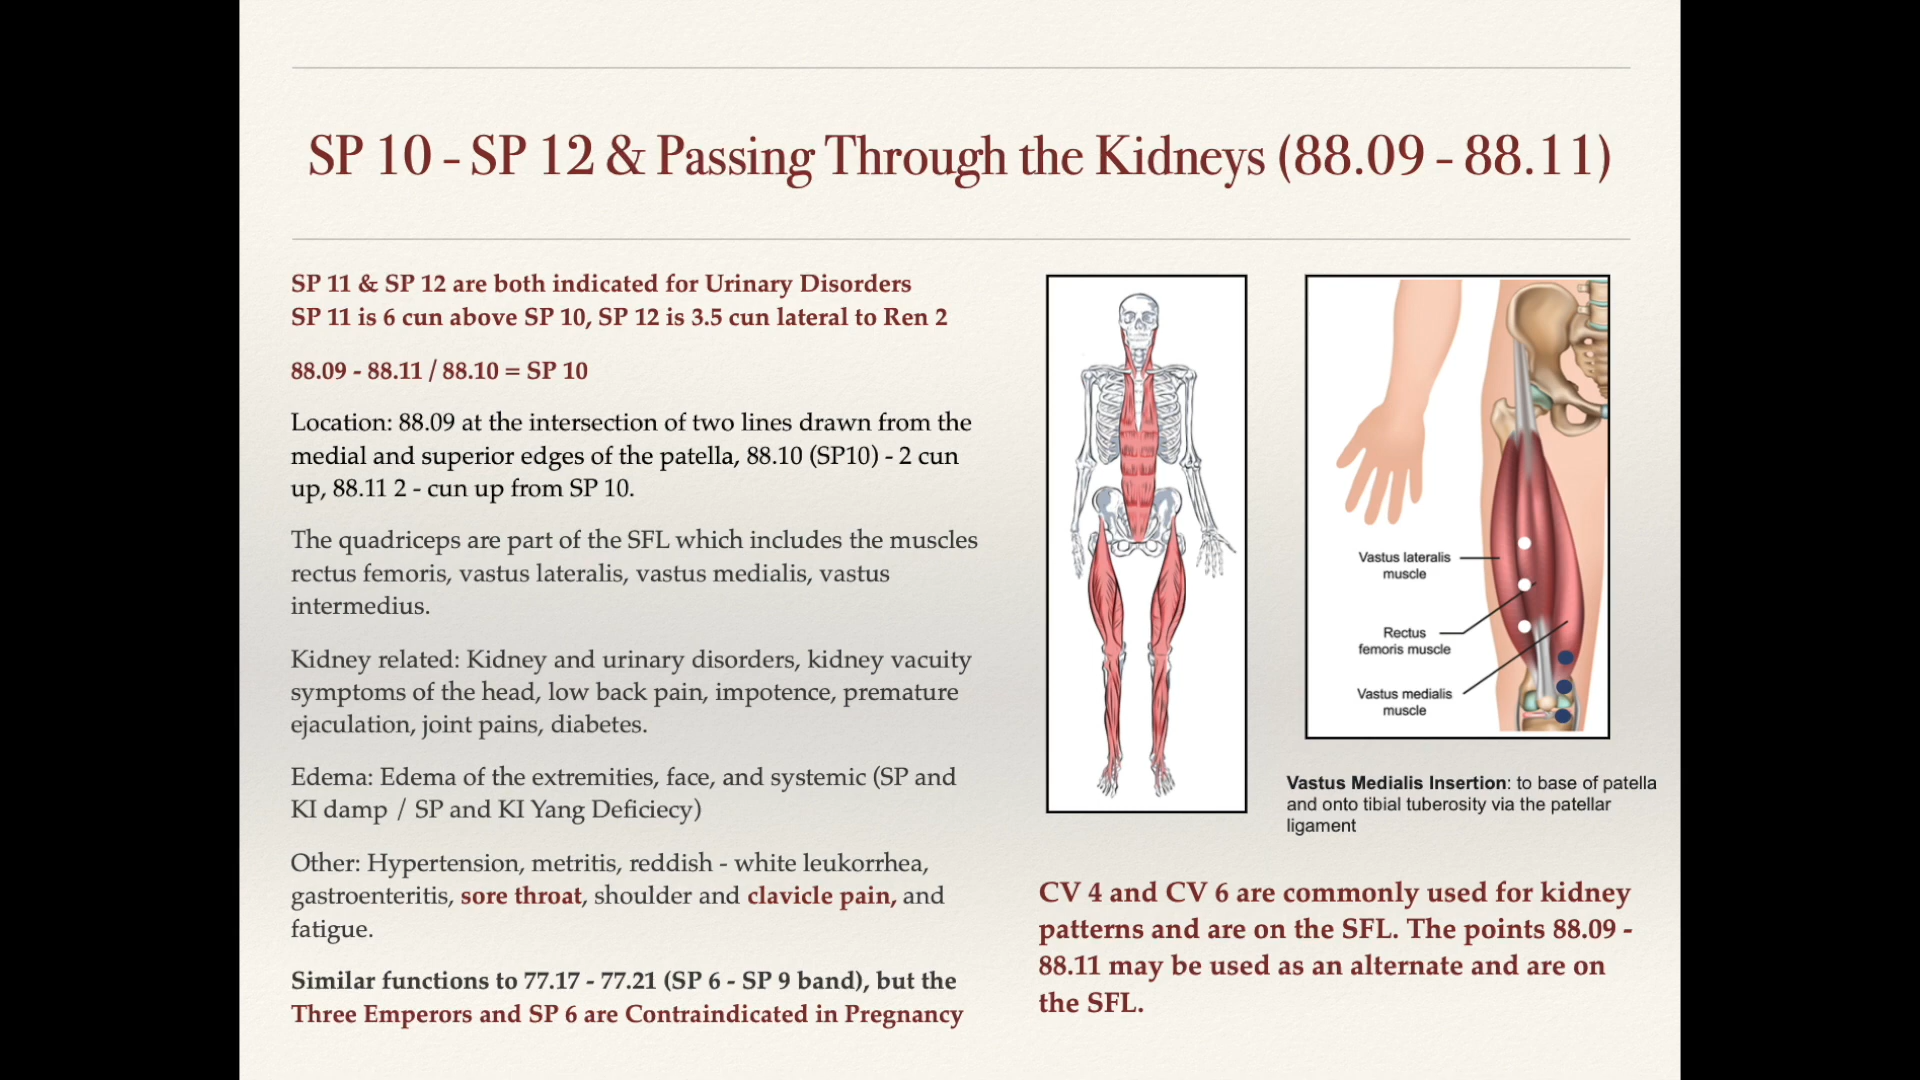 SP 10 - SP 12 & Passing Through the Kidneys (88.09 - 88.11)
SP 11 & SP 12 are both indicated for Urinary Disorders
SP 11 is 6 cun above SP 10, SP 12 is 3.5 cun lateral to Ren 2
88.09 - 88.11 / 88.10 = SP 10
Location: 88.09 at the intersection of two lines drawn from the
medial and superior edges of the patella, 88.10 (SP10) - 2 cun
up, 88.11 2 - cun up from SP 10.
The quadriceps are part of the SFL which includes the muscles
rectus femoris, vastus lateralis, vastus medialis, vastus
intermedius.
Kidney related: Kidney and urinary disorders, kidney vacuity
symptoms of the head, low back pain, impotence, premature
ejaculation, joint pains, diabetes.
Edema: Edema of the extremities, face, and systemic (SP and
KI damp / SP and KI Yang Deficiecy)
Other: Hypertension, metritis, reddish - white leukorrhea,
gastroenteritis, sore throat, shoulder and clavicle pain, and
fatigue.
Similar functions to 77.17 - 77.21 (SP 6 - SP 9 band), but the
Three Emperors and SP 6 are Contraindicated in Pregnancy
Vastus lateralis
muscle
Rectus
femoris muscle
Vastus medialis
muscle
Vastus Medialis Insertion: to base of patella
and onto tibial tuberosity via the patellar
ligament
CV 4 and CV 6 are commonly used for kidney
patterns and are on the SFL. The points 88.09 -
88.11 may be used as an alternate and are on
the SFL.